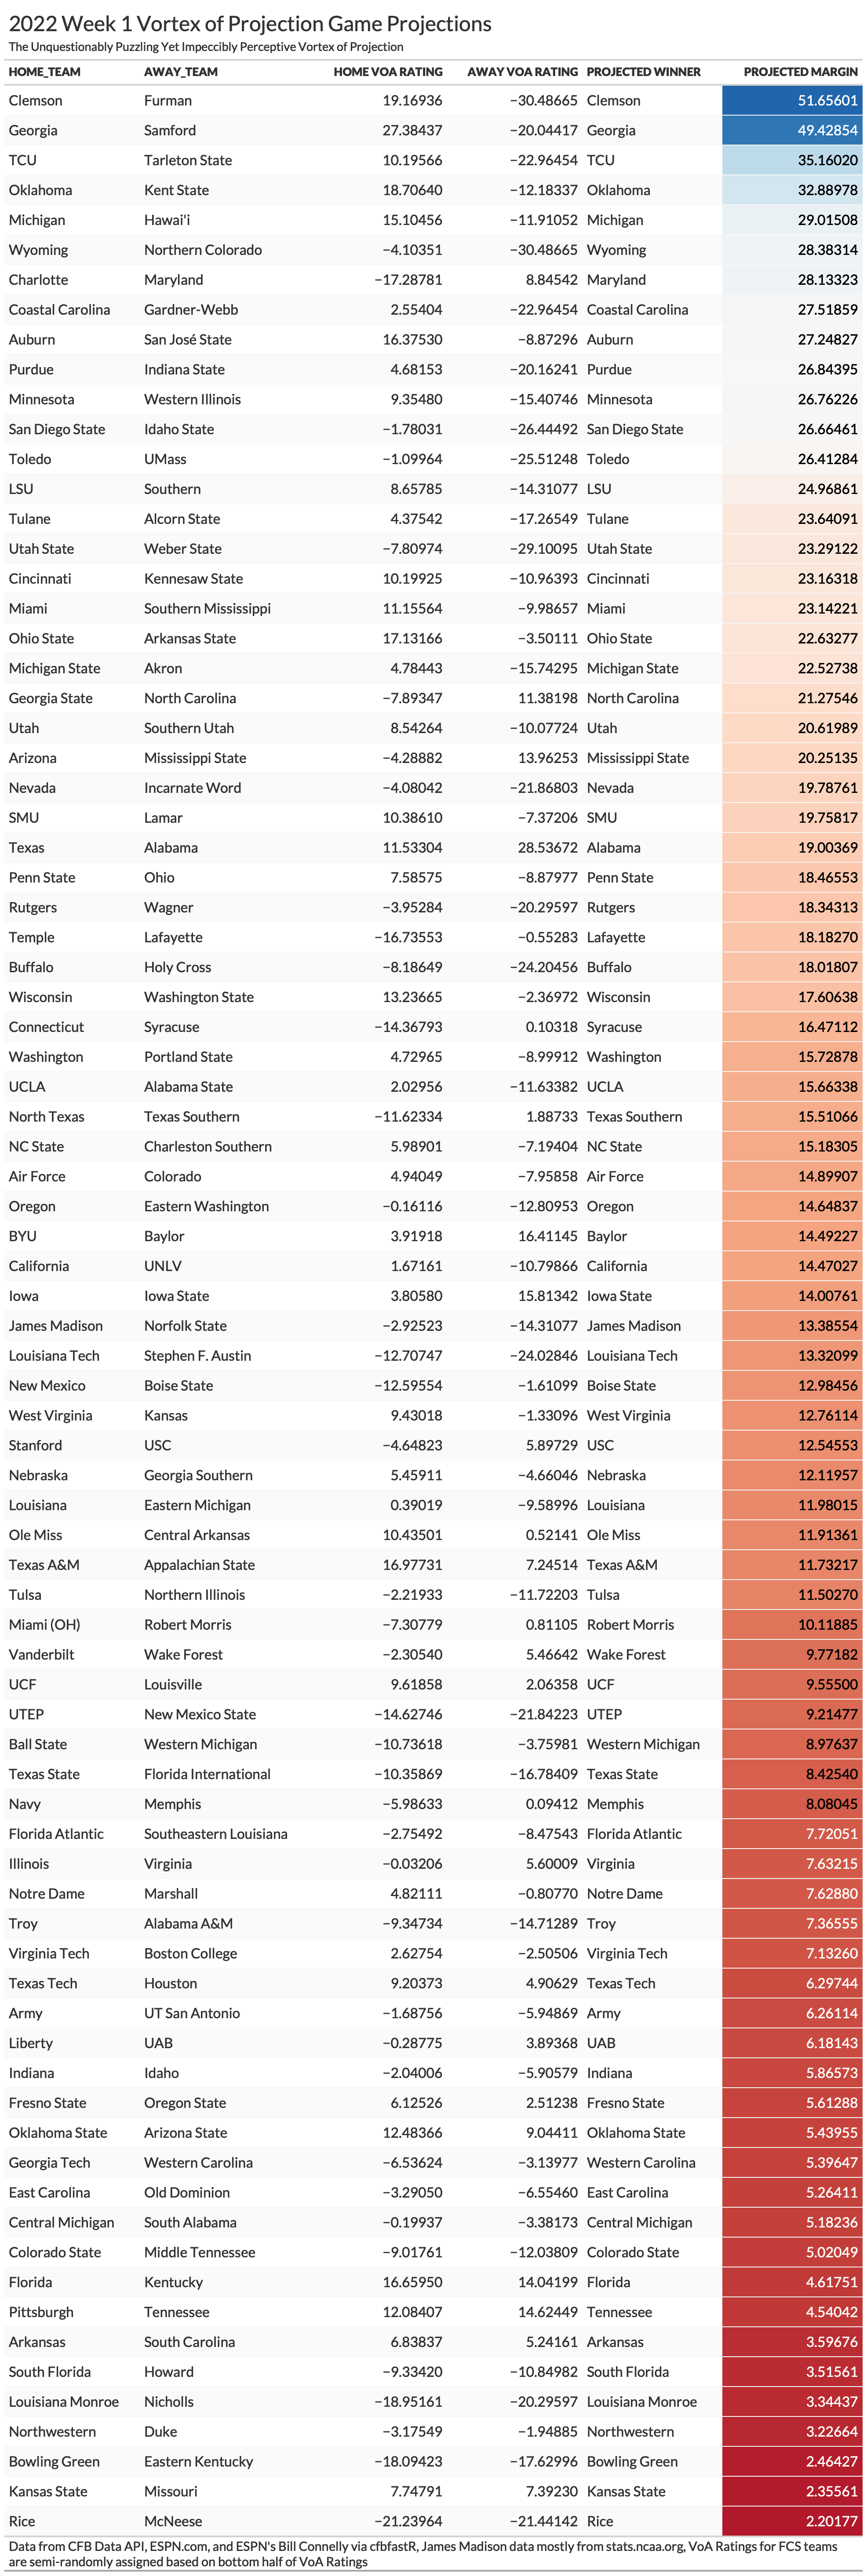 2022 Week 1 Vortex of Projection Game Projections
The Unquestionably Puzzling Yet Impeccibly Perceptive Vortex of Projection
HOME_TEAM AWAY_TEAM HOME VOA RATING AWAY VOA RATING PROJECTED WINNER PROJECTED MARGIN
Clemson Furman 19.16936 −30.48665 Clemson 51.65601
Georgia Samford 27.38437 −20.04417 Georgia 49.42854
TCU Tarleton State 10.19566 −22.96454 TCU 35.16020
Oklahoma Kent State 18.70640 −12.18337 Oklahoma 32.88978
Michigan Hawai'i 15.10456 −11.91052 Michigan 29.01508
Wyoming Northern Colorado −4.10351 −30.48665 Wyoming 28.38314
Charlotte Maryland −17.28781 8.84542 Maryland 28.13323
Coastal Carolina Gardner-Webb 2.55404 −22.96454 Coastal Carolina 27.51859
Auburn San José State 16.37530 −8.87296 Auburn 27.24827
Purdue Indiana State 4.68153 −20.16241 Purdue 26.84395
Minnesota Western Illinois 9.35480 −15.40746 Minnesota 26.76226
San Diego State Idaho State −1.78031 −26.44492 San Diego State 26.66461
Toledo UMass −1.09964 −25.51248 Toledo 26.41284
LSU Southern 8.65785 −14.31077 LSU 24.96861
Tulane Alcorn State 4.37542 −17.26549 Tulane 23.64091
Utah State Weber State −7.80974 −29.10095 Utah State 23.29122
Cincinnati Kennesaw State 10.19925 −10.96393 Cincinnati 23.16318
Miami Southern Mississippi 11.15564 −9.98657 Miami 23.14221
Ohio State Arkansas State 17.13166 −3.50111 Ohio State 22.63277
Michigan State Akron 4.78443 −15.74295 Michigan State 22.52738
Georgia State North Carolina −7.89347 11.38198 North Carolina 21.27546
Utah Southern Utah 8.54264 −10.07724 Utah 20.61989
Arizona Mississippi State −4.28882 13.96253 Mississippi State 20.25135
Nevada Incarnate Word −4.08042 −21.86803 Nevada 19.78761
SMU Lamar 10.38610 −7.37206 SMU 19.75817
Texas Alabama 11.53304 28.53672 Alabama 19.00369
Penn State Ohio 7.58575 −8.87977 Penn State 18.46553
Rutgers Wagner −3.95284 −20.29597 Rutgers 18.34313
Temple Lafayette −16.73553 −0.55283 Lafayette 18.18270
Buffalo Holy Cross −8.18649 −24.20456 Buffalo 18.01807
Wisconsin Washington State 13.23665 −2.36972 Wisconsin 17.60638
Connecticut Syracuse −14.36793 0.10318 Syracuse 16.47112
Washington Portland State 4.72965 −8.99912 Washington 15.72878
UCLA Alabama State 2.02956 −11.63382 UCLA 15.66338
North Texas Texas Southern −11.62334 1.88733 Texas Southern 15.51066
NC State Charleston Southern 5.98901 −7.19404 NC State 15.18305
Air Force Colorado 4.94049 −7.95858 Air Force 14.89907
Oregon Eastern Washington −0.16116 −12.80953 Oregon 14.64837
BYU Baylor 3.91918 16.41145 Baylor 14.49227
California UNLV 1.67161 −10.79866 California 14.47027
Iowa Iowa State 3.80580 15.81342 Iowa State 14.00761
James Madison Norfolk State −2.92523 −14.31077 James Madison 13.38554
Louisiana Tech Stephen F. Austin −12.70747 −24.02846 Louisiana Tech 13.32099
New Mexico Boise State −12.59554 −1.61099 Boise State 12.98456
West Virginia Kansas 9.43018 −1.33096 West Virginia 12.76114
Stanford USC −4.64823 5.89729 USC 12.54553
Nebraska Georgia Southern 5.45911 −4.66046 Nebraska 12.11957
Louisiana Eastern Michigan 0.39019 −9.58996 Louisiana 11.98015
Ole Miss Central Arkansas 10.43501 0.52141 Ole Miss 11.91361
Texas A&M Appalachian State 16.97731 7.24514 Texas A&M 11.73217
Tulsa Northern Illinois −2.21933 −11.72203 Tulsa 11.50270
Miami (OH) Robert Morris −7.30779 0.81105 Robert Morris 10.11885
Vanderbilt Wake Forest −2.30540 5.46642 Wake Forest 9.77182
UCF Louisville 9.61858 2.06358 UCF 9.55500
UTEP New Mexico State −14.62746 −21.84223 UTEP 9.21477
Ball State Western Michigan −10.73618 −3.75981 Western Michigan 8.97637
Texas State Florida International −10.35869 −16.78409 Texas State 8.42540
Navy Memphis −5.98633 0.09412 Memphis 8.08045
Florida Atlantic Southeastern Louisiana −2.75492 −8.47543 Florida Atlantic 7.72051
Illinois Virginia −0.03206 5.60009 Virginia 7.63215
Notre Dame Marshall 4.82111 −0.80770 Notre Dame 7.62880
Troy Alabama A&M −9.34734 −14.71289 Troy 7.36555
Virginia Tech Boston College 2.62754 −2.50506 Virginia Tech 7.13260
Texas Tech Houston 9.20373 4.90629 Texas Tech 6.29744
Army UT San Antonio −1.68756 −5.94869 Army 6.26114
Liberty UAB −0.28775 3.89368 UAB 6.18143
Indiana Idaho −2.04006 −5.90579 Indiana 5.86573
Fresno State Oregon State 6.12526 2.51238 Fresno State 5.61288
Oklahoma State Arizona State 12.48366 9.04411 Oklahoma State 5.43955
Georgia Tech Western Carolina −6.53624 −3.13977 Western Carolina 5.39647
East Carolina Old Dominion −3.29050 −6.55460 East Carolina 5.26411
Central Michigan South Alabama −0.19937 −3.38173 Central Michigan 5.18236
Colorado State Middle Tennessee −9.01761 −12.03809 Colorado State 5.02049
Florida Kentucky 16.65950 14.04199 Florida 4.61751
Pittsburgh Tennessee 12.08407 14.62449 Tennessee 4.54042
Arkansas South Carolina 6.83837 5.24161 Arkansas 3.59676
South Florida Howard −9.33420 −10.84982 South Florida 3.51561
Louisiana Monroe Nicholls −18.95161 −20.29597 Louisiana Monroe 3.34437
Northwestern Duke −3.17549 −1.94885 Northwestern 3.22664
Bowling Green Eastern Kentucky −18.09423 −17.62996 Bowling Green 2.46427
Kansas State Missouri 7.74791 7.39230 Kansas State 2.35561
Rice McNeese −21.23964 −21.44142 Rice 2.20177
Data from CFB Data API, ESPN.com, and ESPN's Bill Connelly via cfbfastR, James Madison data mostly from stats.ncaa.org, VoA Ratings for FCS teams
are semi-randomly assigned based on bottom half of VoA Ratings